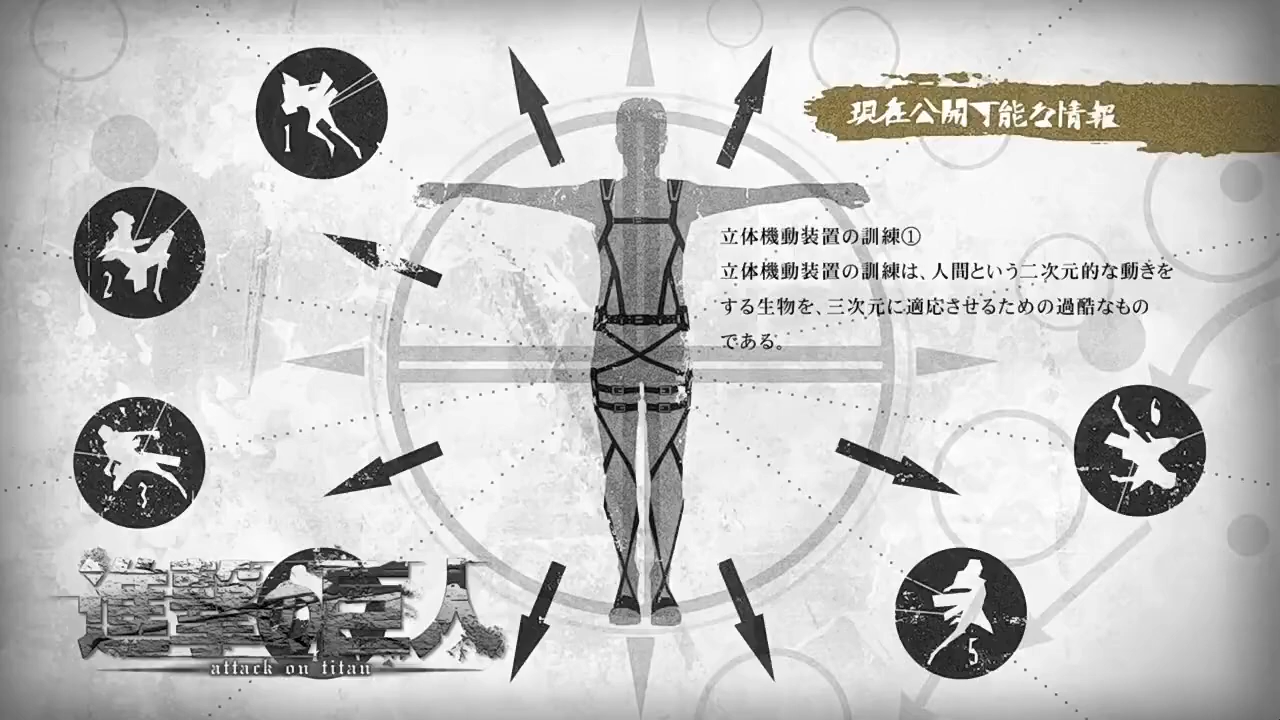 現在公開可能な情報
立体機動装置の訓練①
立体機動装置の訓練は、人間という二次元的な動きを
する生物を、三次元に適応させるための過酷なもの
である。
1
2
3
5
進撃の巨人
attack on titan